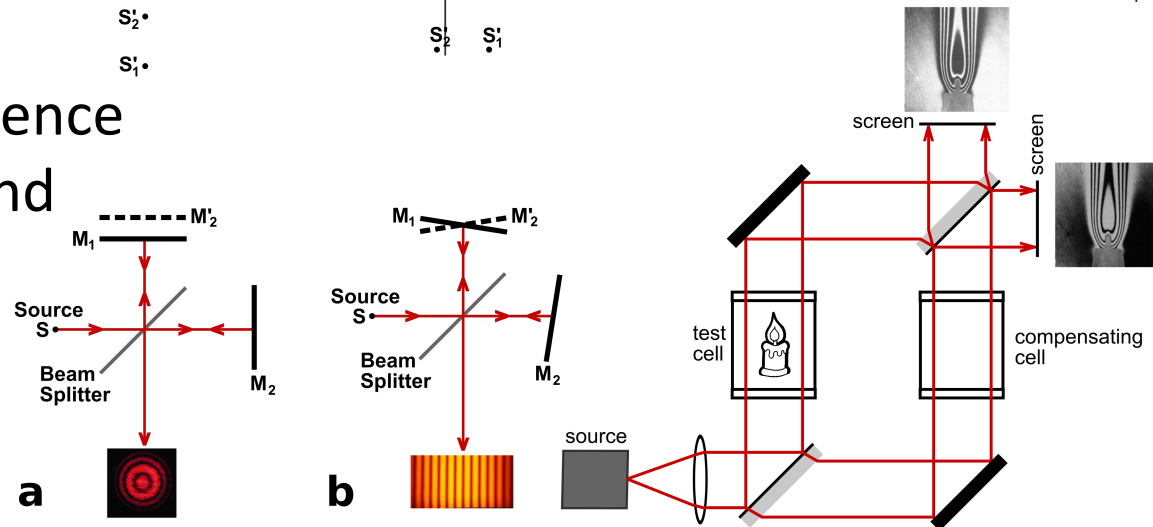 S'₂
S'₁
S'₂ S'₁
ence
nd
M'₂
M₁
Source
S
Beam
Splitter
M₂
a
M₁ M'₂
Source
S
Beam
Splitter
M₂
b
screen
screen
test
cell
compensating
cell
source